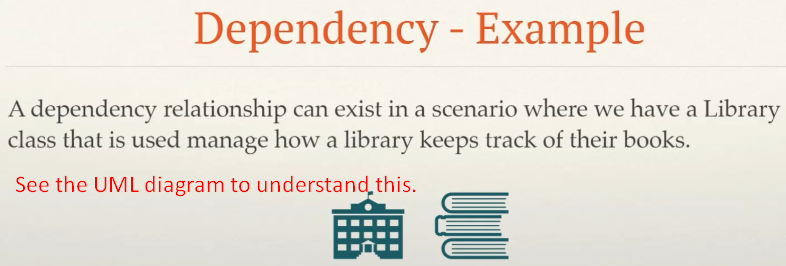 Dependency - Example
A dependency relationship can exist in a scenario where we have a Library
class that is used manage how a library keeps track of their books.
See the UML diagram to understand this.